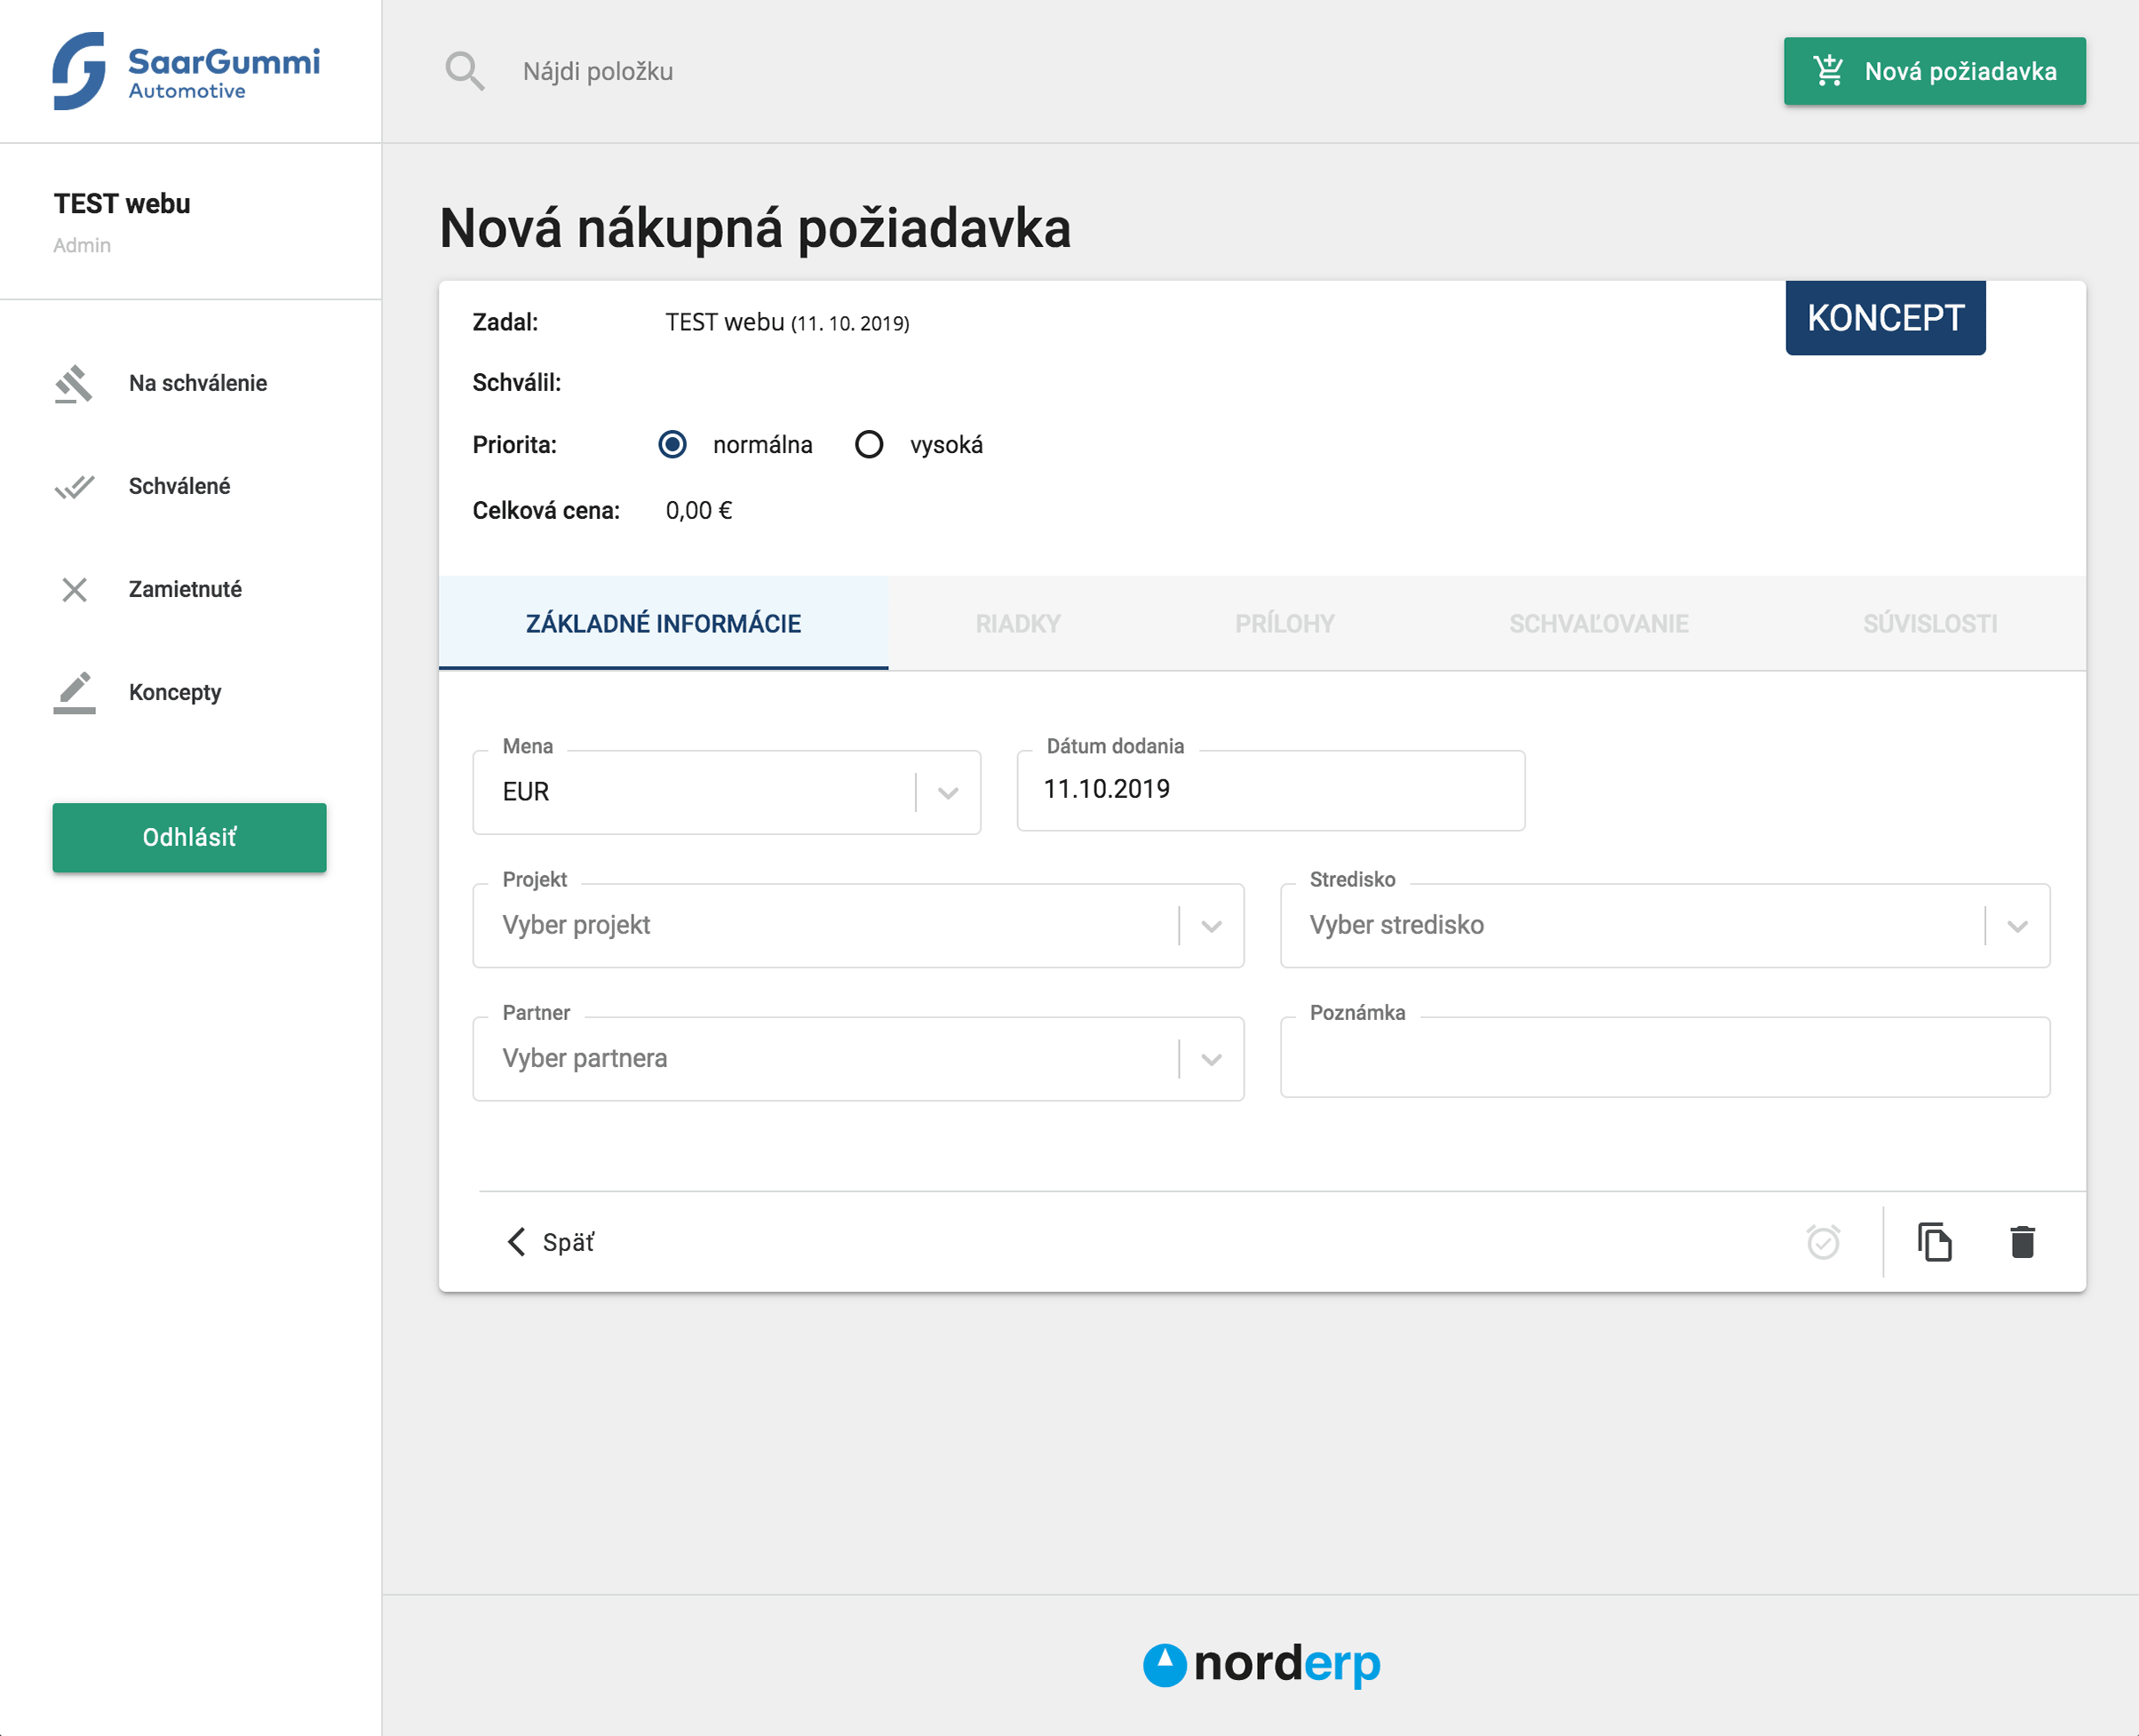 SaarGummi
Automotive
Nájdi položku
Nová požiadavka
TEST webu
Admin
Na schválenie
Schválené
Zamietnuté
Koncepty
Odhlásiť
Nová nákupná požiadavka
KONCEPT
Zadal: TEST webu (11. 10. 2019)
Schválil:
Priorita: normálna vysoká
Celková cena: 0,00 €
ZÁKLADNÉ INFORMÁCIE RIADKY PRÍLOHY SCHVAĽOVANIE SÚVISLOSTI
Mena Dátum dodania
EUR 11.10.2019
Projekt Stredisko
Vyber projekt Vyber stredisko
Partner Poznámka
Vyber partnera
Späť
norderp